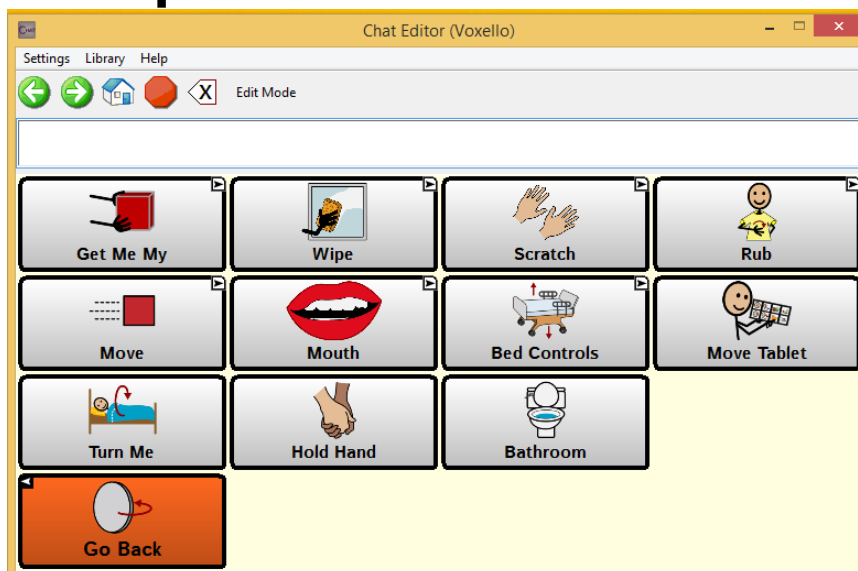 Chat
Chat Editor (Voxello)
Settings Library Help
X Edit Mode
Get Me My
Wipe
Scratch
Rub
Move
Mouth
Bed Controls
Move Tablet
Turn Me
Hold Hand
Bathroom
Go Back